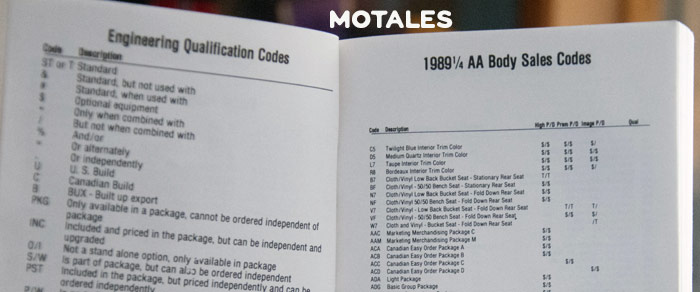 MOTALES
Engineering Qualification Codes
Code Description
ST or T Standard
& Standard, but not used with
# Standard, when used with
$ Optional equipment
Only when combined with
/ But not when combined with
% And/or
Or alternately
Or independently
U U. S. Build
C Canadian Build
B BUX - Built up export
PKG Only available in a package, cannot be ordered independent of
package
INC Included and priced in the package, but can be independent and
upgraded
O/I Not a stand alone option, only available in package
S/W Is part of package, but can also be ordered independent
PST Included in the package, but priced independently and can be
ordered independently
1989¼ AA Body Sales Codes
Code Description High P/G Prem P/G Image P/G Qual
C5 Twilight Blue Interior Trim Color $/$ $/$ $/
D5 Medium Quartz Interior Trim Color $/$ $/$ $/$
L7 Taupe Interior Trim Color $/$ $/$ $/$
R8 Bordeaux Interior Trim Color $/$ $/$ $/$
B7 Cloth/Vinyl Low Back Bucket Seat - Stationary Rear Seat T/T
BF Cloth/Vinyl - 50/50 Bench Seat - Stationary Rear Seat $/$
N7 Cloth/Vinyl Low Back Bucket Seat - Fold Down Rear Seat $/$
NF Cloth/Vinyl 50/50 Bench Seat - Fold Down Rear Seat $/$
V7 Cloth/Vinyl - Low Back Bucket Seat - Fold Down Rear Seat T/T T/
VF Cloth/Vinyl - 50/50 Bench Seat - Fold Down Rear Seat $/$ $/
W7 Cloth and Vinyl - Bucket Seat - Fold Down Rear Seat /T
AAC Marketing Merchandising Package C $/$
AAM Marketing Merchandising Package M $/$
ACA Canadian Easy Order Package A $/$
ACB Canadian Easy Order Package B $/$
ACC Canadian Easy Order Package C $/$
ACD Canadian Easy Order Package D $/$
ADA Light Package $/$
ADG Basic Group Package $/$